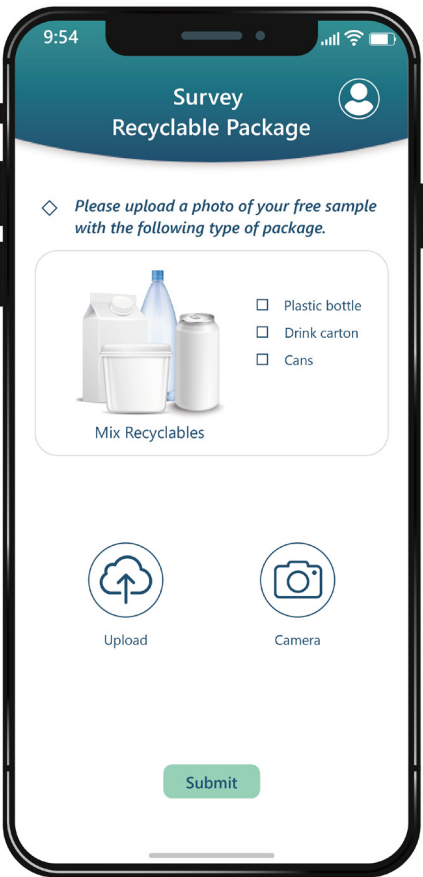 9:54
Survey
Recyclable Package
Please upload a photo of your free sample
with the following type of package.
Plastic bottle
Drink carton
Cans
Mix Recyclables
Upload
Camera
Submit